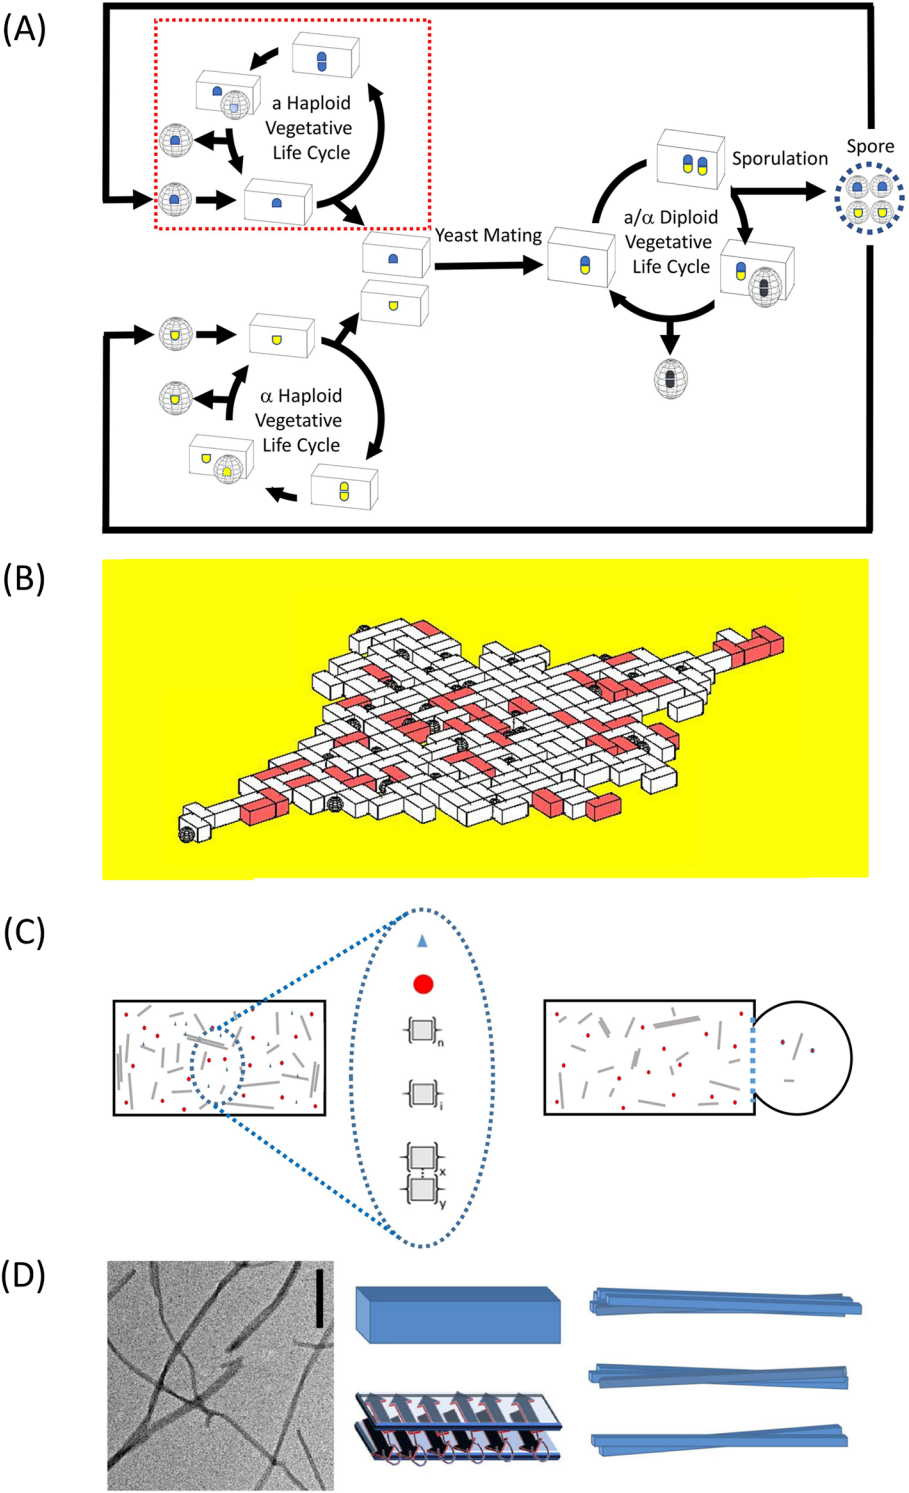 (A)
a Haploid
Vegetative
Life Cycle
Yeast Mating
a/α Diploid
Vegetative
Life Cycle
Sporulation
Spore
α Haploid
Vegetative
Life Cycle
(B)
(C)
n
i
x
y
(D)